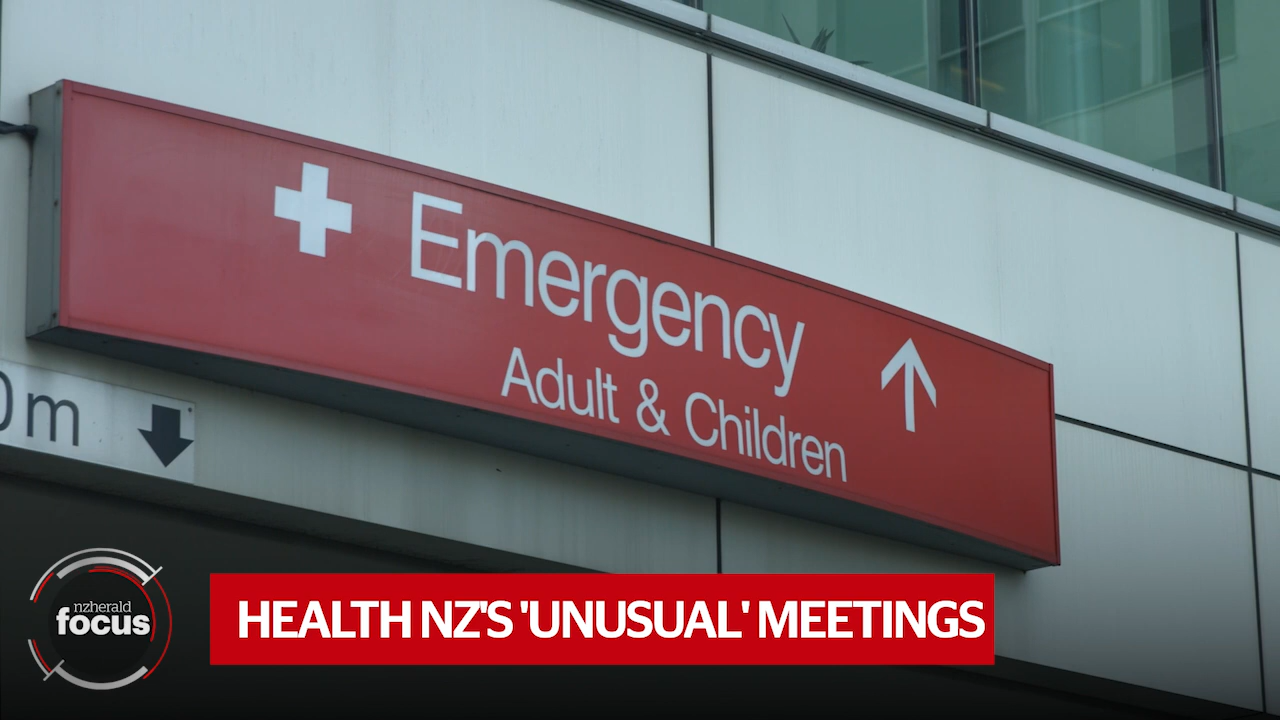 Emergency
Adult & Children
0m
nzherald
focus
HEALTH NZ'S 'UNUSUAL' MEETINGS